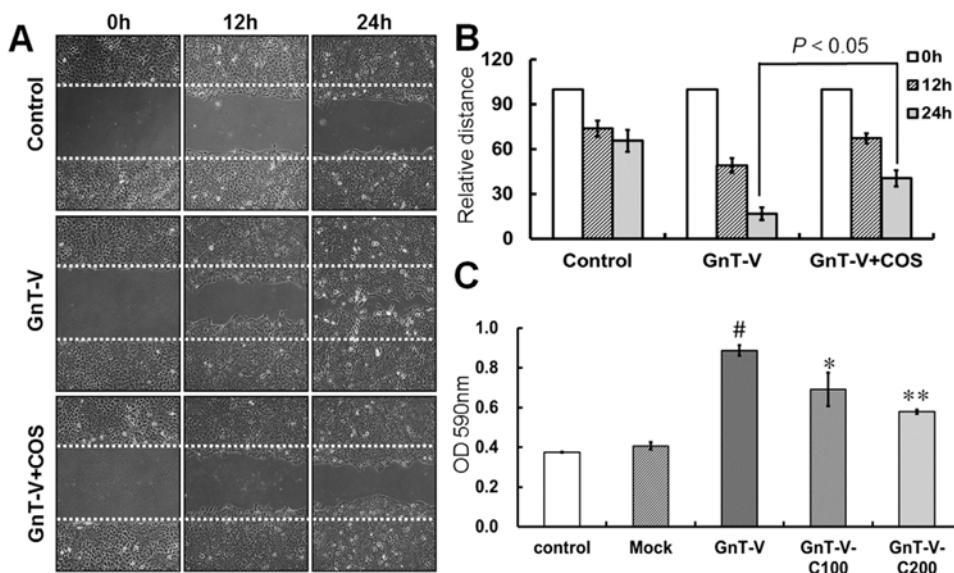 A
0h 12h 24h
Control
GnT-V
GnT-V+COS
B
P < 0.05
0h
12h
24h
Relative distance
120
90
60
30
0
Control GnT-V GnT-V+COS
C
OD 590nm
1.0
0.8
0.6
0.4
0.2
0.0
#
*
**
control Mock GnT-V GnT-V- GnT-V-
C100 C200